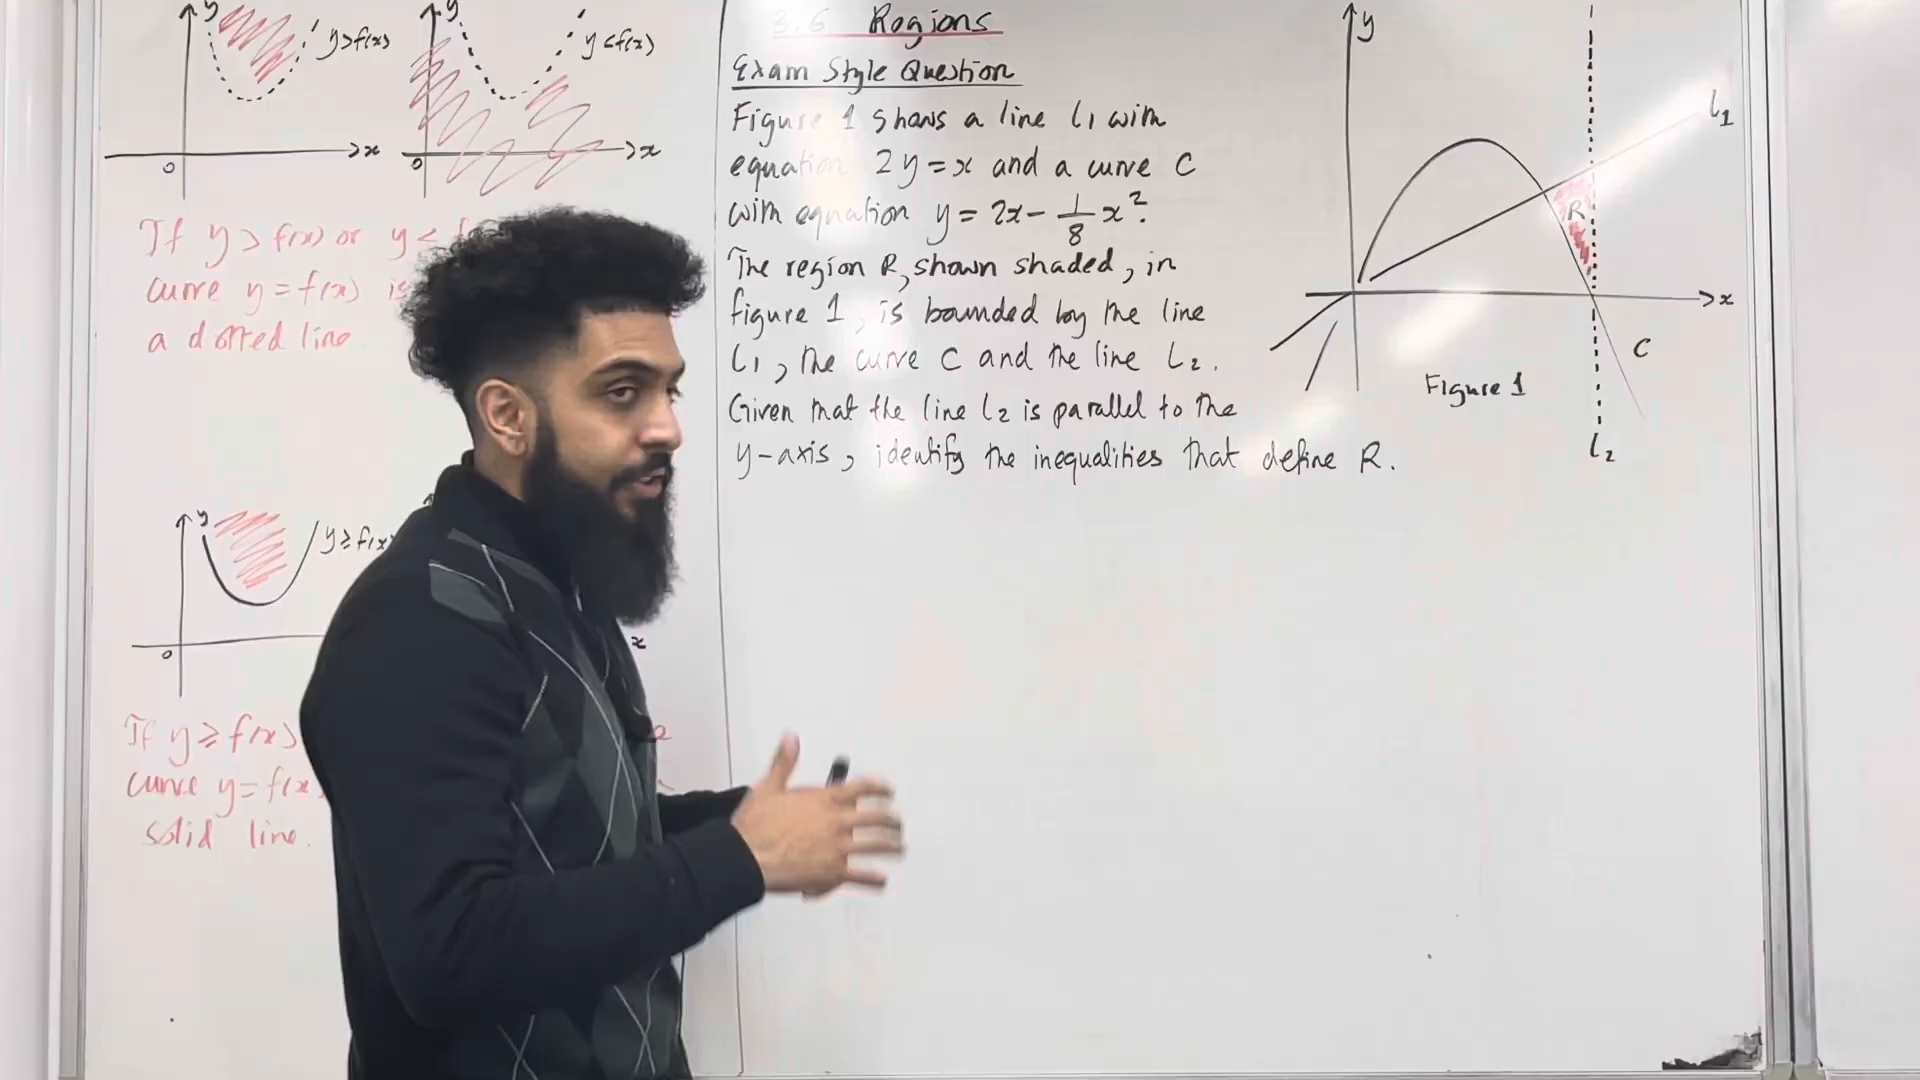 y
y>f(x)
x
0
y
y<f(x)
x
0
If y > f(x) or y <
curve y = f(x) is
a dotted line
y
y≥f(x)
0
x
If y ≥ f(x)
curve y = f(x)
solid line.
3.6 Regions
Exam Style Question
Figure 1 shows a line l1 with
equation 2y = x and a curve C
with equation y = 2x - 1/8 x².
The region R, shown shaded, in
figure 1, is bounded by the line
l1, the curve C and the line L2.
Given that the line l2 is parallel to the
y-axis, identify the inequalities that define R.
y
l1
R
x
C
Figure 1
l2